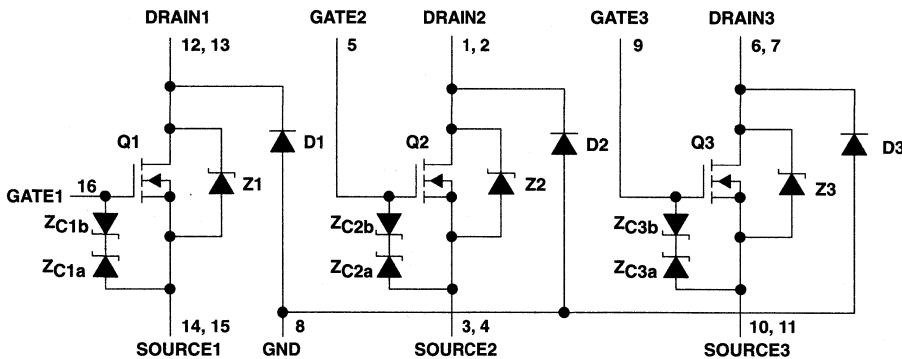 DRAIN1 GATE2 DRAIN2 GATE3 DRAIN3
12, 13 5 1, 2 9 6, 7
Q1 D1 Q2 D2 Q3 D3
GATE1 16 Z1 Z2 Z3
ZC1b ZC2b ZC3b
ZC1a ZC2a ZC3a
14, 15 8 3, 4 10, 11
SOURCE1 GND SOURCE2 SOURCE3